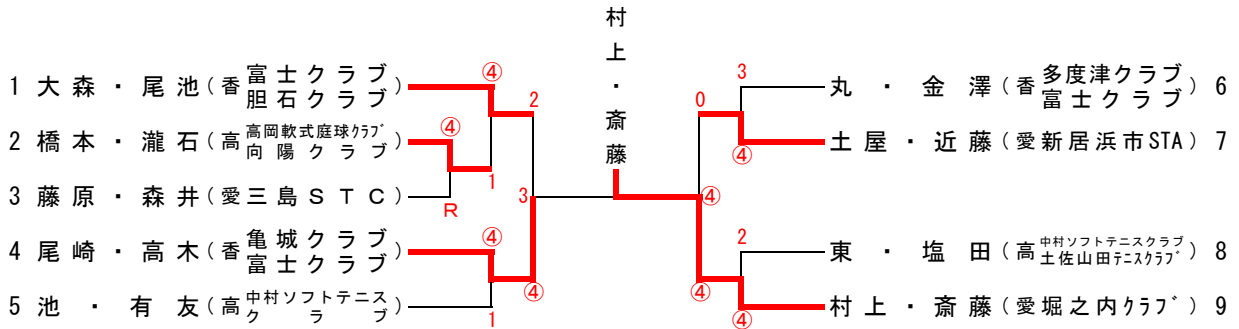 村上・斎藤
1 大森・尾池(香 富士クラブ 胆石クラブ)
④
2
2 橋本・瀧石(高 高岡軟式庭球クラブ 向陽クラブ)
④
1
3 藤原・森井(愛 三島STC)
R
3
4 尾崎・高木(香 亀城クラブ 富士クラブ)
④
④
5 池・有友(高 中村ソフトテニスクラブ)
1
3
0
丸・金澤(香 多度津クラブ 富士クラブ) 6
④
土屋・近藤(愛 新居浜市STA) 7
④
2
東・塩田(高 中村ソフトテニスクラブ 土佐山田テニスクラブ) 8
④
④
村上・斎藤(愛 堀之内クラブ) 9